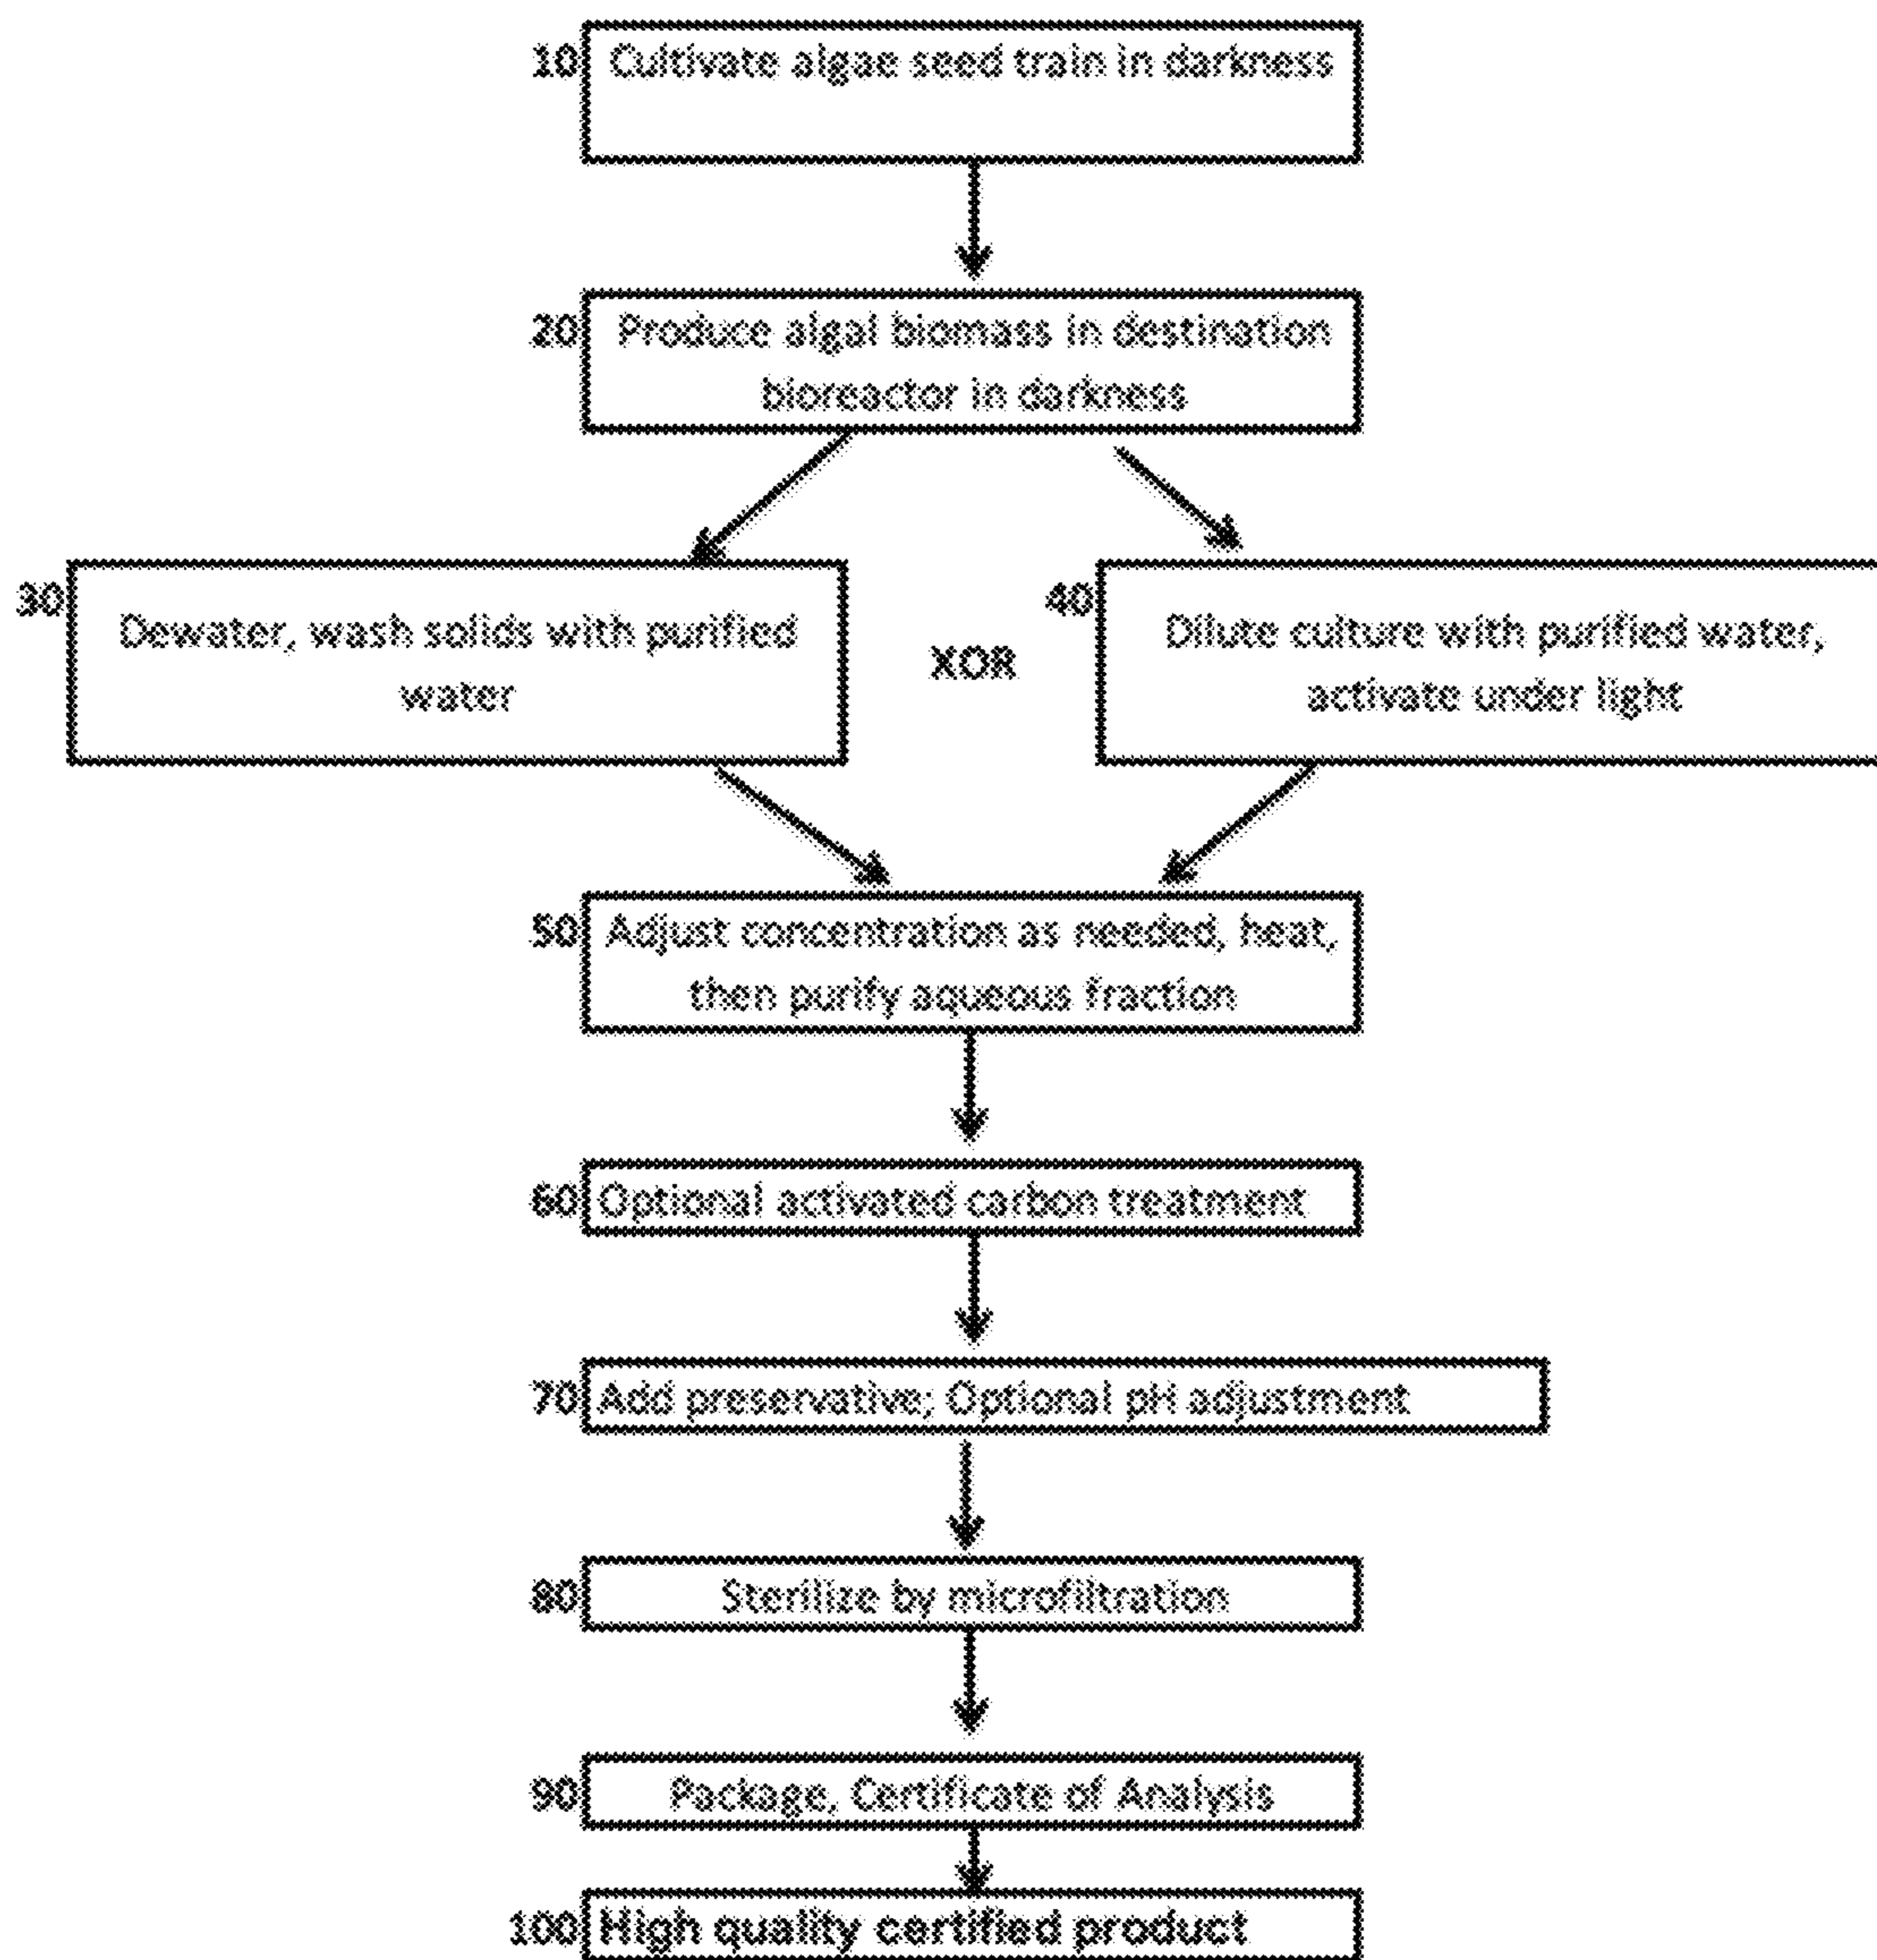 10 Cultivate algae seed train in darkness
20 Produce algal biomass in destination
bioreactor in darkness
30 Dewater, wash solids with purified
water
XOR
40 Dilute culture with purified water,
activate under light
50 Adjust concentration as needed, heat,
then purify aqueous fraction
60 Optional activated carbon treatment
70 Add preservative; Optional pH adjustment
80 Sterilize by microfiltration
90 Package, Certificate of Analysis
100 High quality certified product